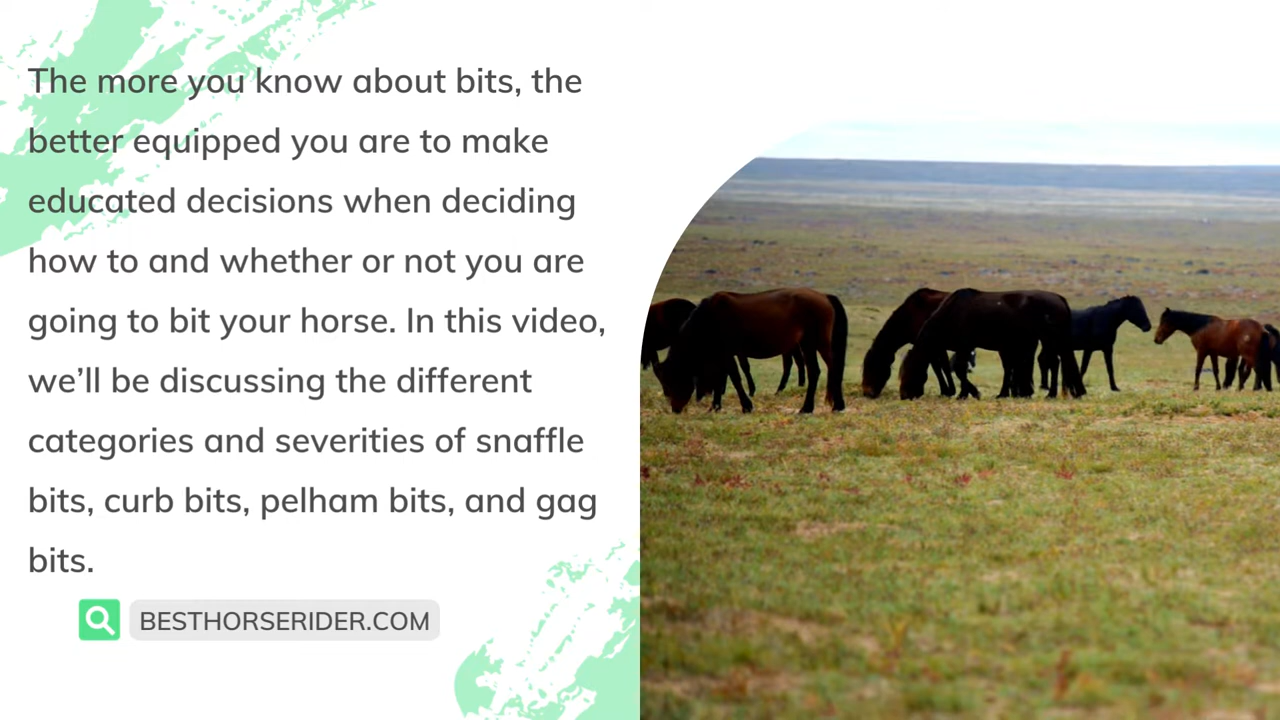 The more you know about bits, the
better equipped you are to make
educated decisions when deciding
how to and whether or not you are
going to bit your horse. In this video,
we’ll be discussing the different
categories and severities of snaffle
bits, curb bits, pelham bits, and gag
bits.
BESTHORSERIDER.COM